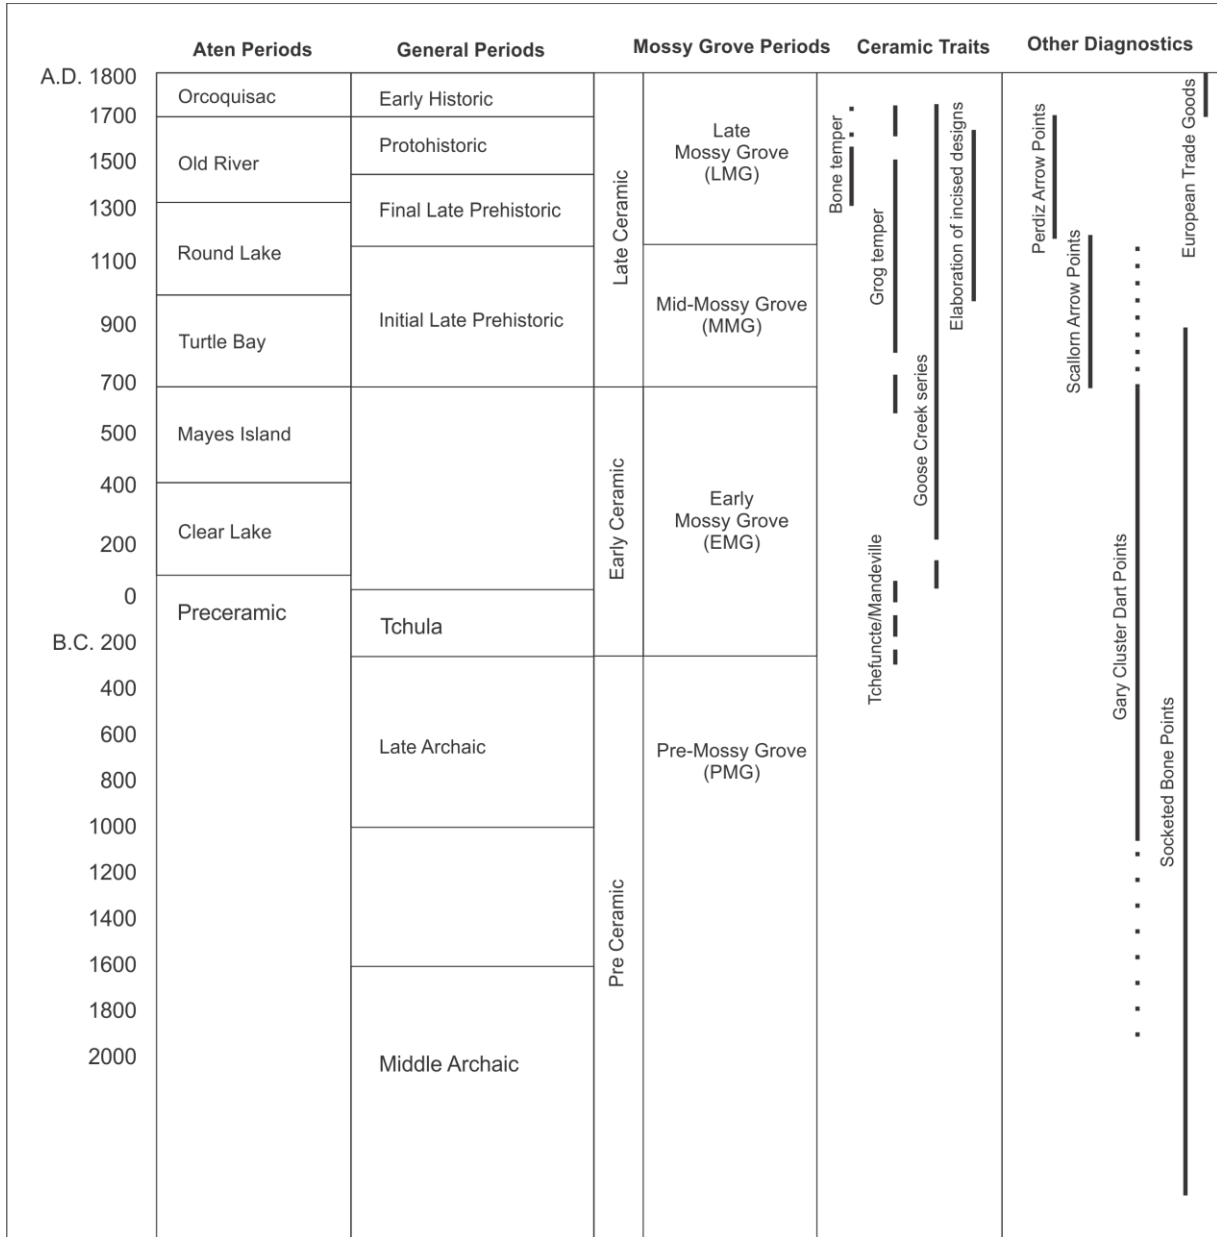 Aten Periods
General Periods
Mossy Grove Periods
Ceramic Traits
Other Diagnostics
A.D. 1800
1700
1500
1300
1100
900
700
500
400
200
0
B.C. 200
400
600
800
1000
1200
1400
1600
1800
2000
Orcoquisac
Old River
Round Lake
Turtle Bay
Mayes Island
Clear Lake
Preceramic
Early Historic
Protohistoric
Final Late Prehistoric
Initial Late Prehistoric
Tchula
Late Archaic
Middle Archaic
Late Ceramic
Early Ceramic
Pre Ceramic
Late
Mossy Grove
(LMG)
Mid-Mossy Grove
(MMG)
Early
Mossy Grove
(EMG)
Pre-Mossy Grove
(PMG)
Bone temper
Grog temper
Tchefuncte/Mandeville
Goose Creek series
Elaboration of incised designs
Perdiz Arrow Points
Scallorn Arrow Points
Gary Cluster Dart Points
Socketed Bone Points
European Trade Goods